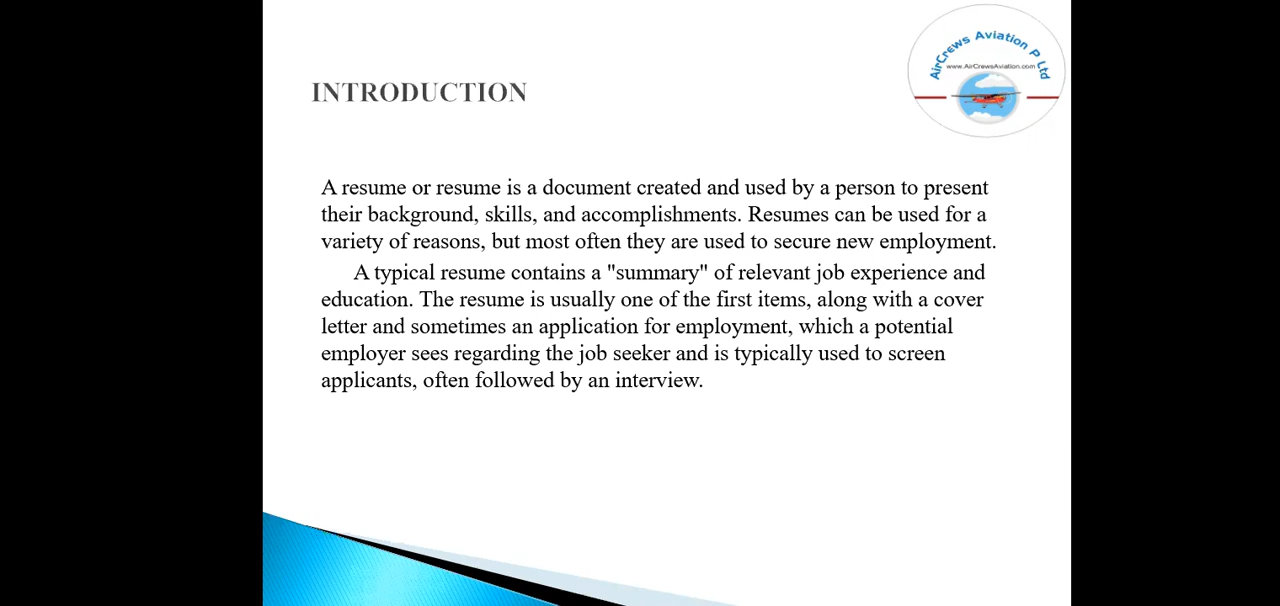 AirCrews Aviation P Ltd
www.AirCrewsAviation.com
INTRODUCTION
A resume or resume is a document created and used by a person to present
their background, skills, and accomplishments. Resumes can be used for a
variety of reasons, but most often they are used to secure new employment.
A typical resume contains a "summary" of relevant job experience and
education. The resume is usually one of the first items, along with a cover
letter and sometimes an application for employment, which a potential
employer sees regarding the job seeker and is typically used to screen
applicants, often followed by an interview.